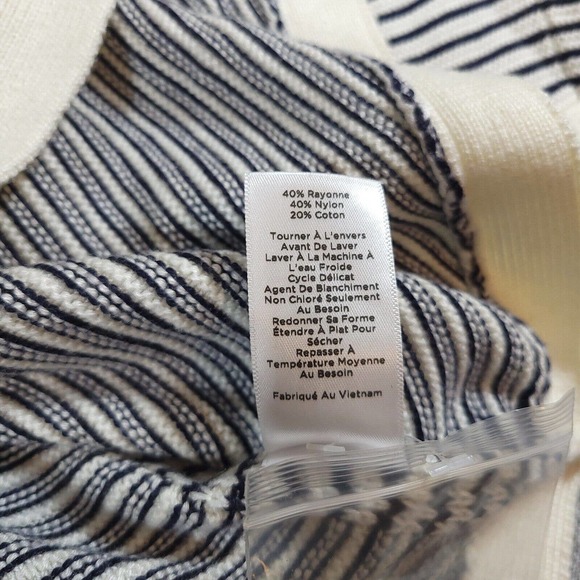 40% Rayonne
40% Nylon
20% Coton
Tourner À L'envers
Avant De Laver
Laver À La Machine À
L'eau Froide
Cycle Délicat
Agent De Blanchiment
Non Chloré Seulement
Au Besoin
Redonner Sa Forme
Étendre À Plat Pour
Sécher
Repasser À
Température Moyenne
Au Besoin
Fabriqué Au Vietnam